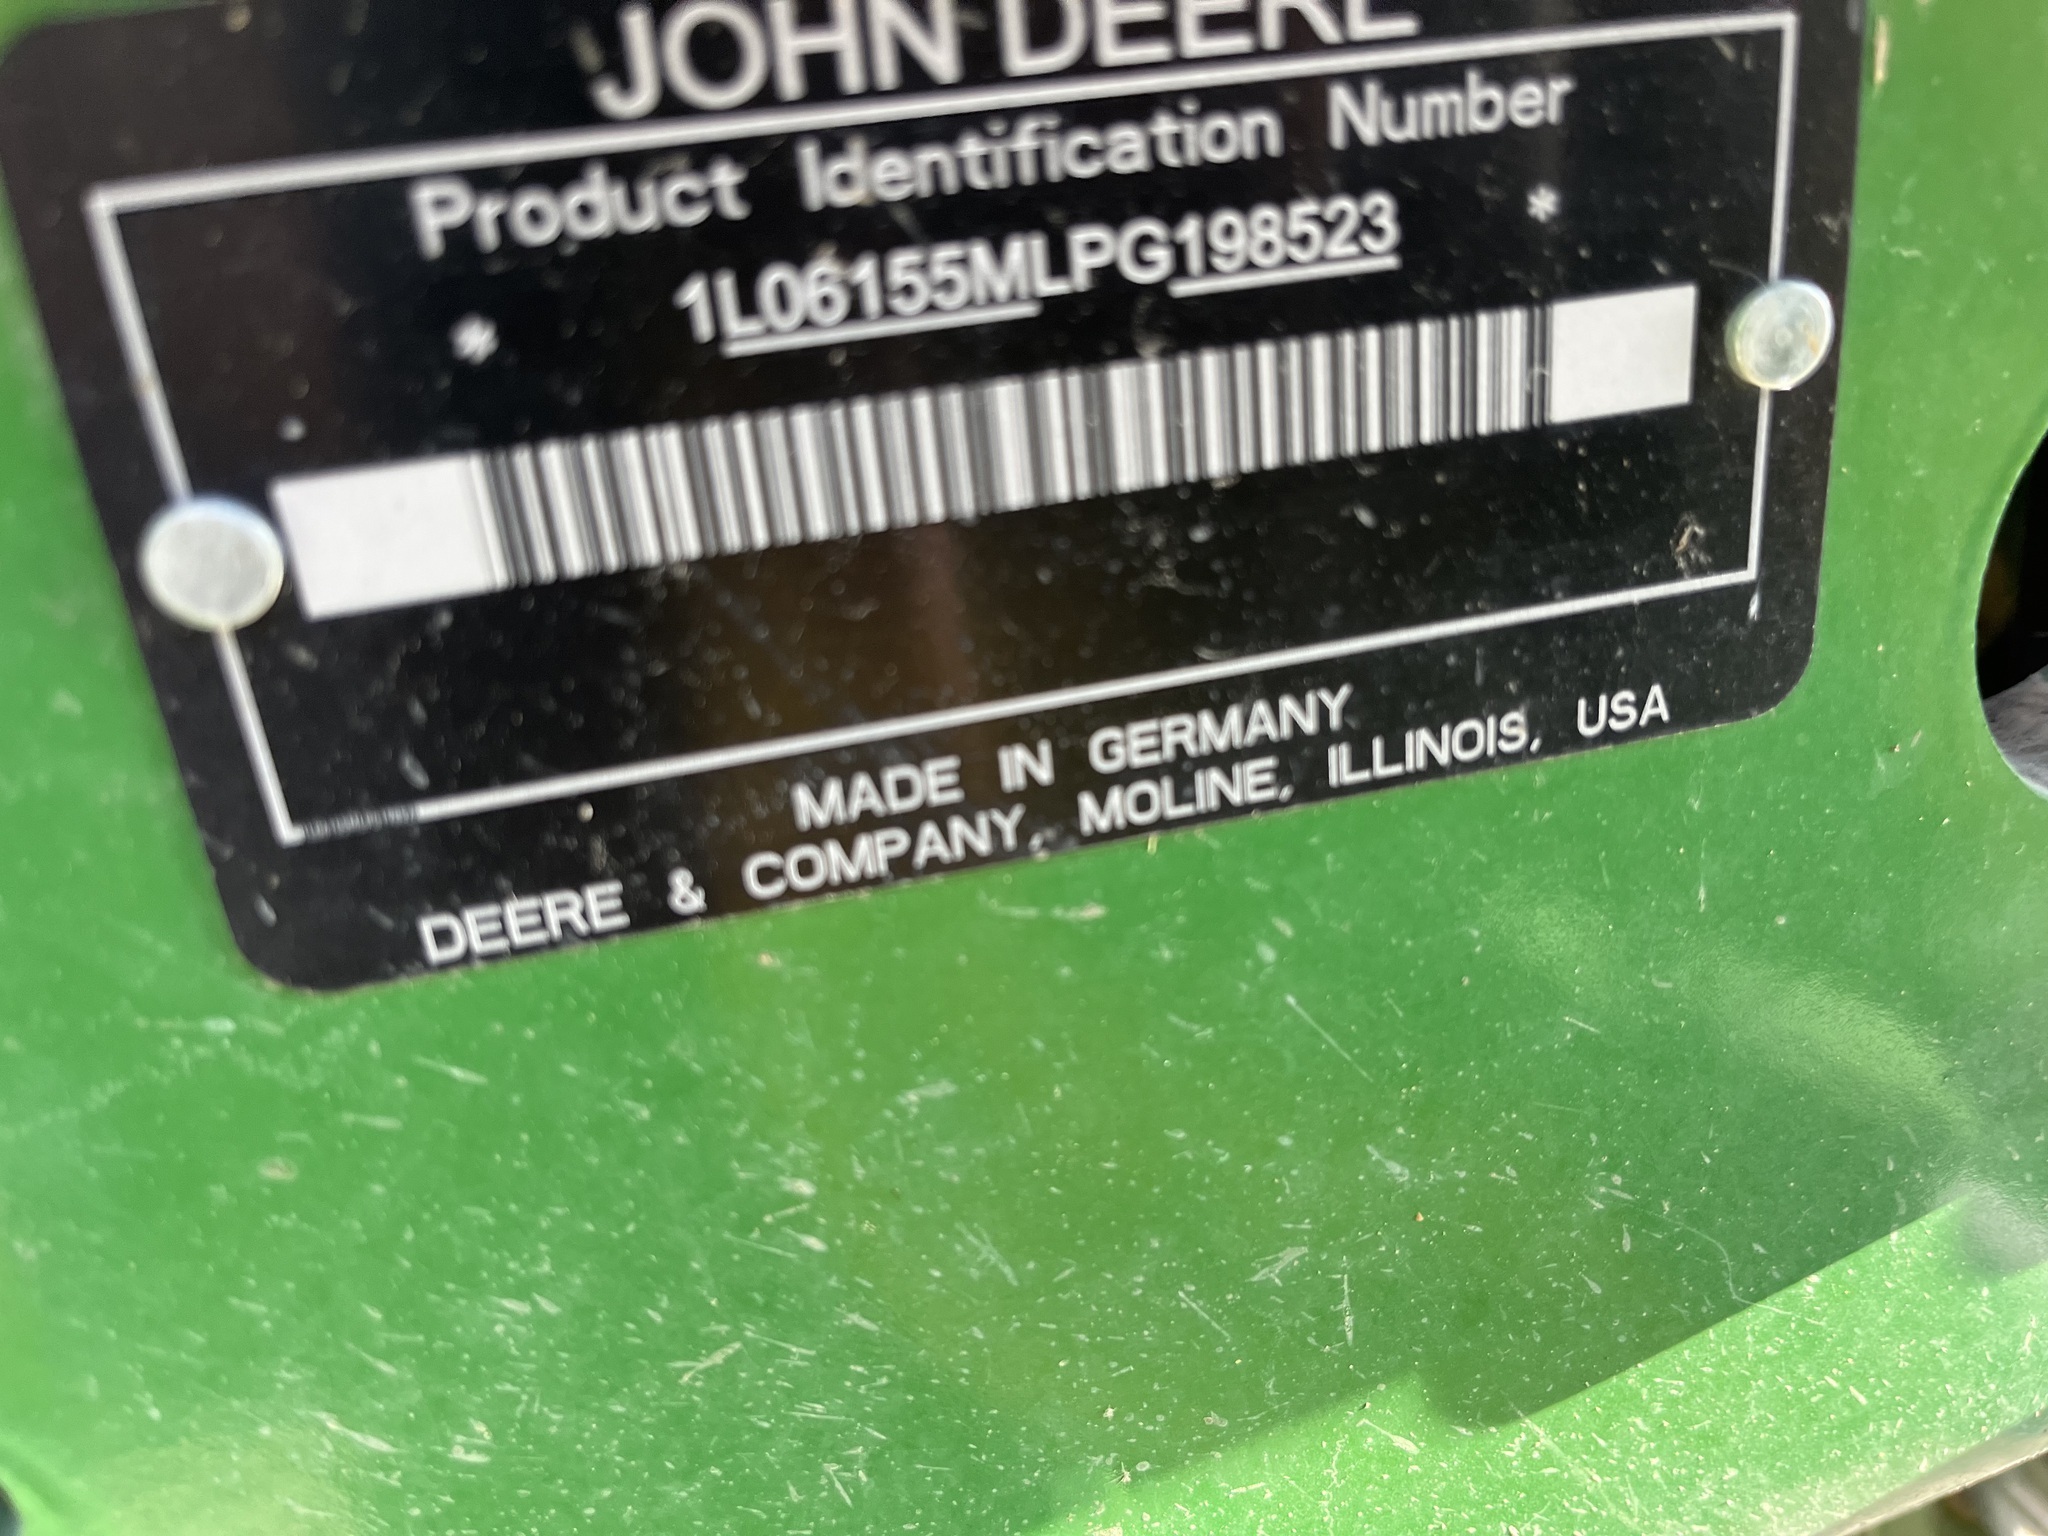 JOHN DEERE
Product Identification Number
* 1L06155MLPG198523 *
MADE IN GERMANY
DEERE & COMPANY, MOLINE, ILLINOIS, USA